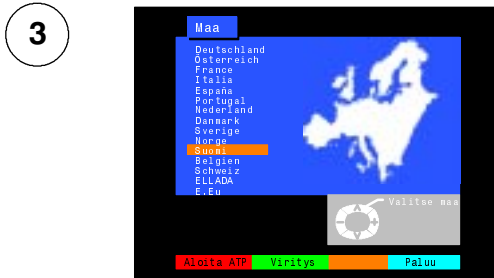 3
Maa
Deutschland
Österreich
France
Italia
España
Portugal
Nederland
Danmark
Sverige
Norge
Suomi
Belgien
Schweiz
ELLADA
E.Eu
Valitse maa
Aloita ATP Viritys Paluu